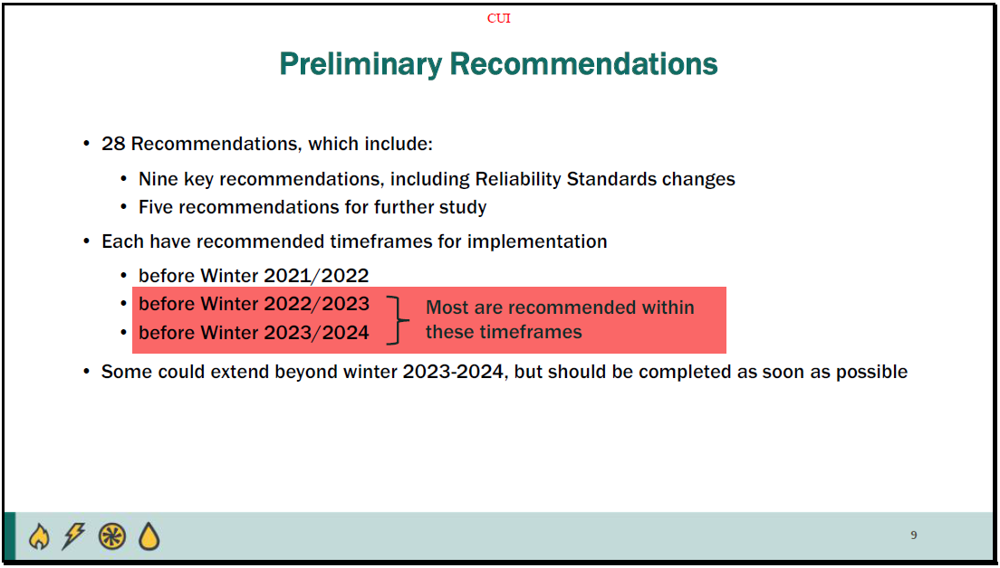 CUI
Preliminary Recommendations
• 28 Recommendations, which include:
• Nine key recommendations, including Reliability Standards changes
• Five recommendations for further study
• Each have recommended timeframes for implementation
• before Winter 2021/2022
• before Winter 2022/2023
• before Winter 2023/2024
Most are recommended within
these timeframes
• Some could extend beyond winter 2023-2024, but should be completed as soon as possible
9